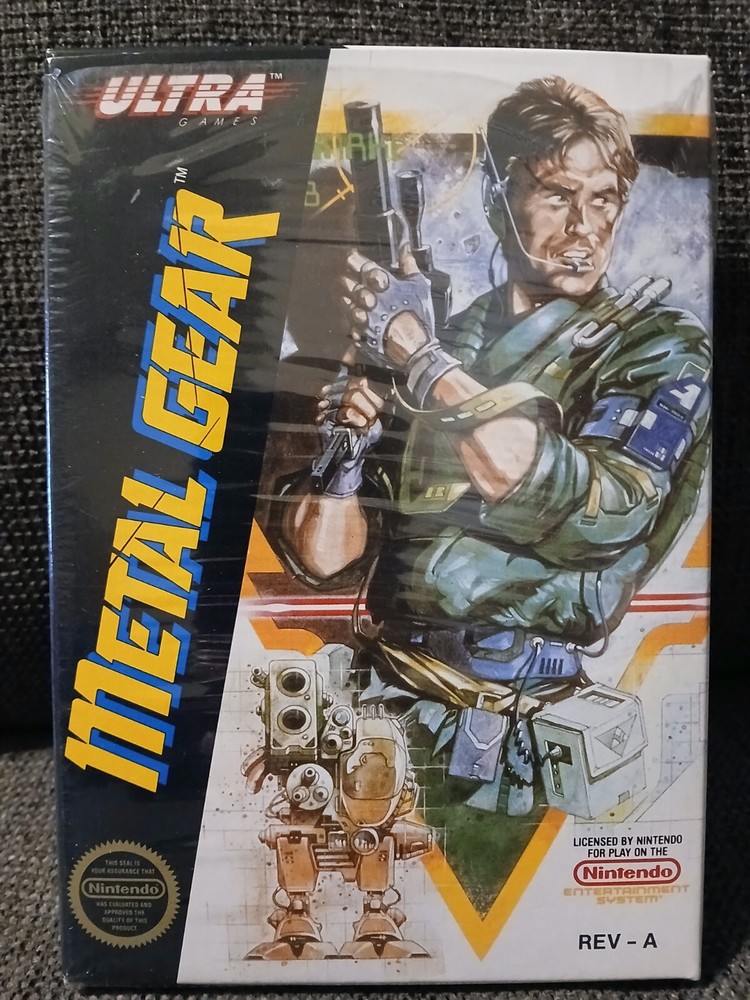 ULTRA™
GAMES
METAL GEAR™
THIS SEAL IS
YOUR ASSURANCE THAT
Nintendo
HAS EVALUATED AND
APPROVED THE
QUALITY OF THIS
PRODUCT
LICENSED BY NINTENDO
FOR PLAY ON THE
Nintendo
ENTERTAINMENT
SYSTEM
REV - A